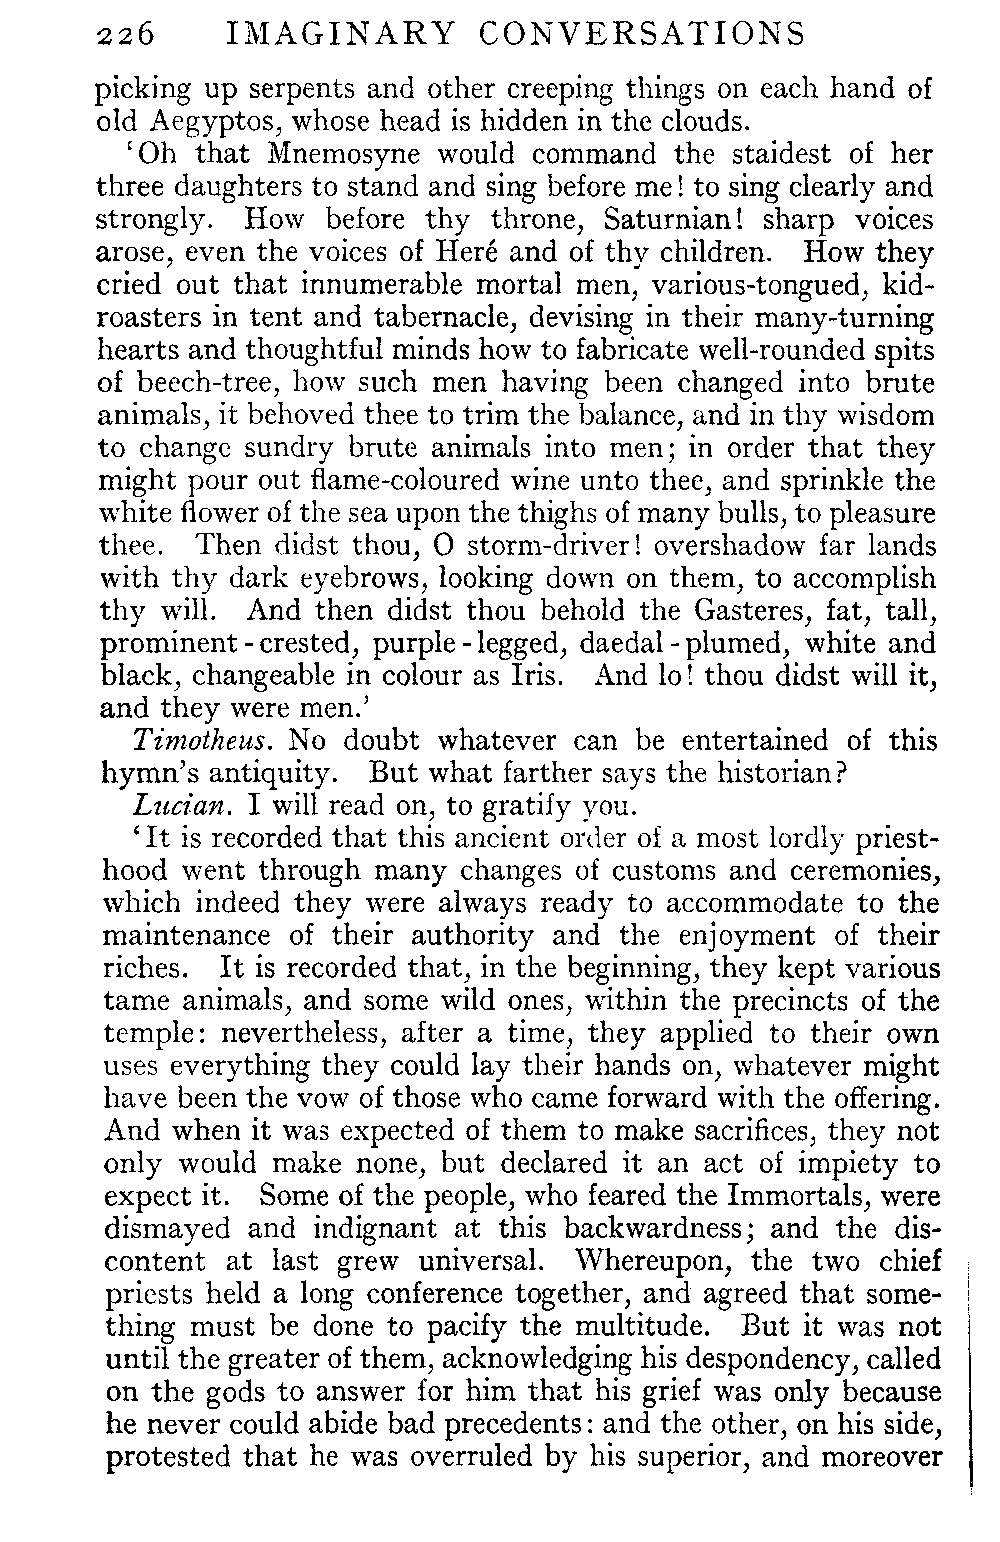 226 IMAGINARY CONVERSATIONS
picking up serpents and other creeping things on each hand of
old Aegyptos, whose head is hidden in the clouds.
‘Oh that Mnemosyne would command the staidest of her
three daughters to stand and sing before me! to sing clearly and
strongly. How before thy throne, Saturnian! sharp voices
arose, even the voices of Heré and of thy children. How they
cried out that innumerable mortal men, various-tongued, kid-
roasters in tent and tabernacle, devising in their many-turning
hearts and thoughtful minds how to fabricate well-rounded spits
of beech-tree, how such men having been changed into brute
animals, it behoved thee to trim the balance, and in thy wisdom
to change sundry brute animals into men; in order that they
might pour out flame-coloured wine unto thee, and sprinkle the
white flower of the sea upon the thighs of many bulls, to pleasure
thee. Then didst thou, O storm-driver! overshadow far lands
with thy dark eyebrows, looking down on them, to accomplish
thy will. And then didst thou behold the Gasteres, fat, tall,
prominent-crested, purple-legged, daedal-plumed, white and
black, changeable in colour as Iris. And lo! thou didst will it,
and they were men.’
Timotheus. No doubt whatever can be entertained of this
hymn's antiquity. But what farther says the historian?
Lucian. I will read on, to gratify you.
‘It is recorded that this ancient order of a most lordly priest-
hood went through many changes of customs and ceremonies,
which indeed they were always ready to accommodate to the
maintenance of their authority and the enjoyment of their
riches. It is recorded that, in the beginning, they kept various
tame animals, and some wild ones, within the precincts of the
temple: nevertheless, after a time, they applied to their own
uses everything they could lay their hands on, whatever might
have been the vow of those who came forward with the offering.
And when it was expected of them to make sacrifices, they not
only would make none, but declared it an act of impiety to
expect it. Some of the people, who feared the Immortals, were
dismayed and indignant at this backwardness; and the dis-
content at last grew universal. Whereupon, the two chief
priests held a long conference together, and agreed that some-
thing must be done to pacify the multitude. But it was not
until the greater of them, acknowledging his despondency, called
on the gods to answer for him that his grief was only because
he never could abide bad precedents: and the other, on his side,
protested that he was overruled by his superior, and moreover